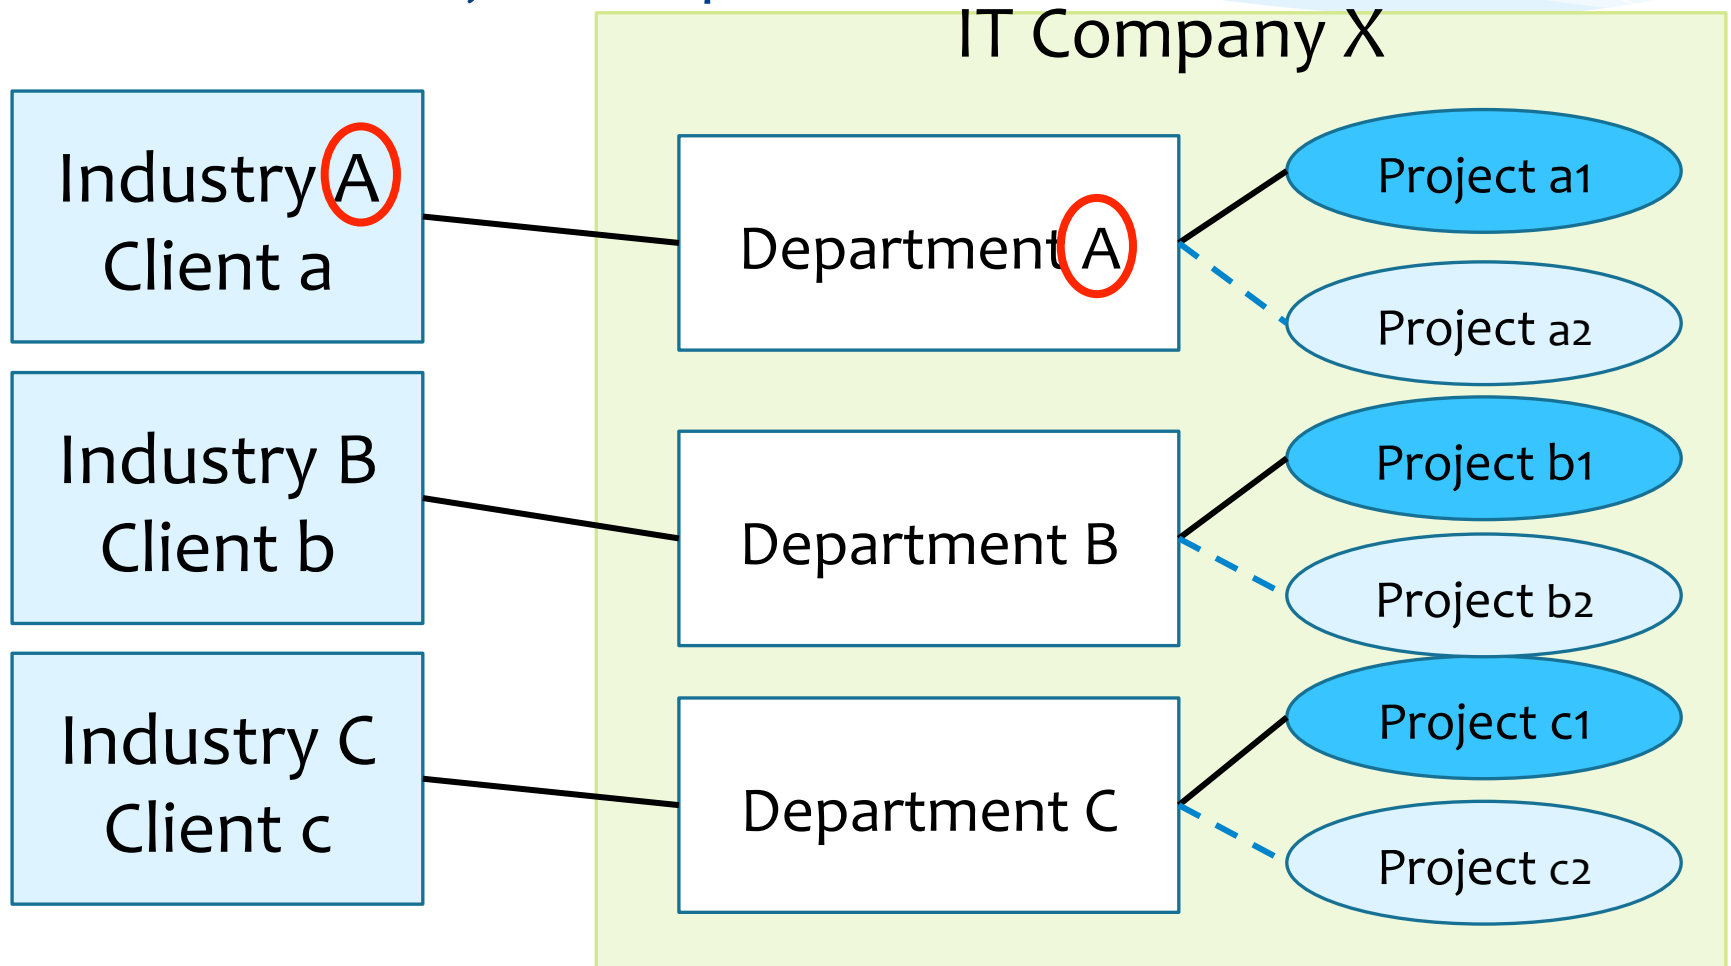 IT Company X
Industry A
Client a
Department A
Project a1
Project a2
Industry B
Client b
Department B
Project b1
Project b2
Industry C
Client c
Department C
Project c1
Project c2